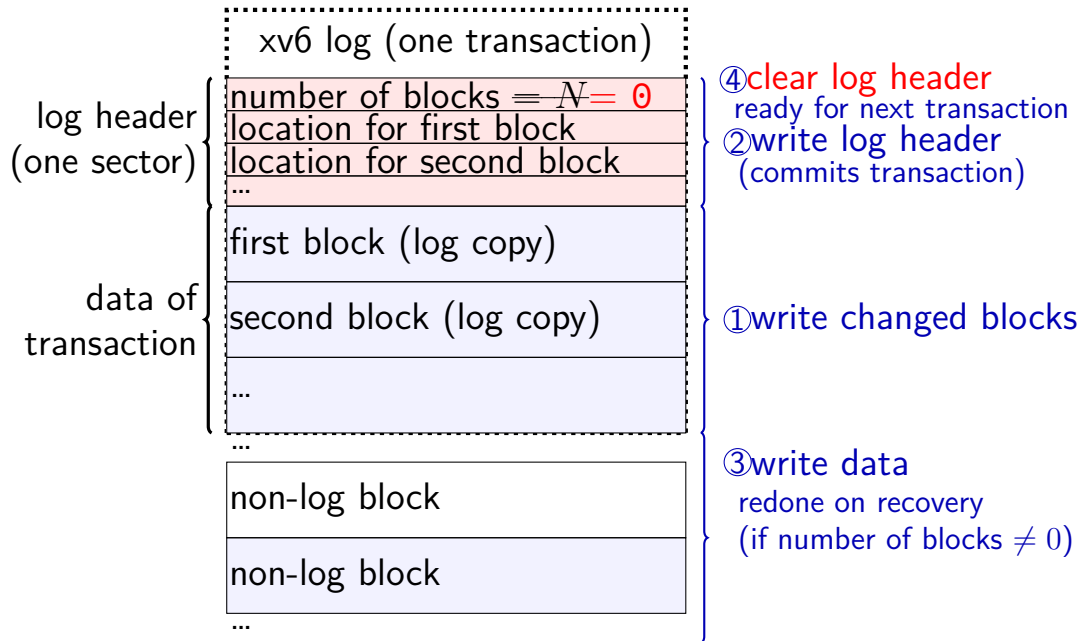 xv6 log (one transaction)
log header
(one sector)
number of blocks = N = 0
location for first block
location for second block
...
④clear log header
ready for next transaction
②write log header
(commits transaction)
data of
transaction
first block (log copy)
second block (log copy)
...
①write changed blocks
...
non-log block
non-log block
...
③write data
redone on recovery
(if number of blocks ≠ 0)